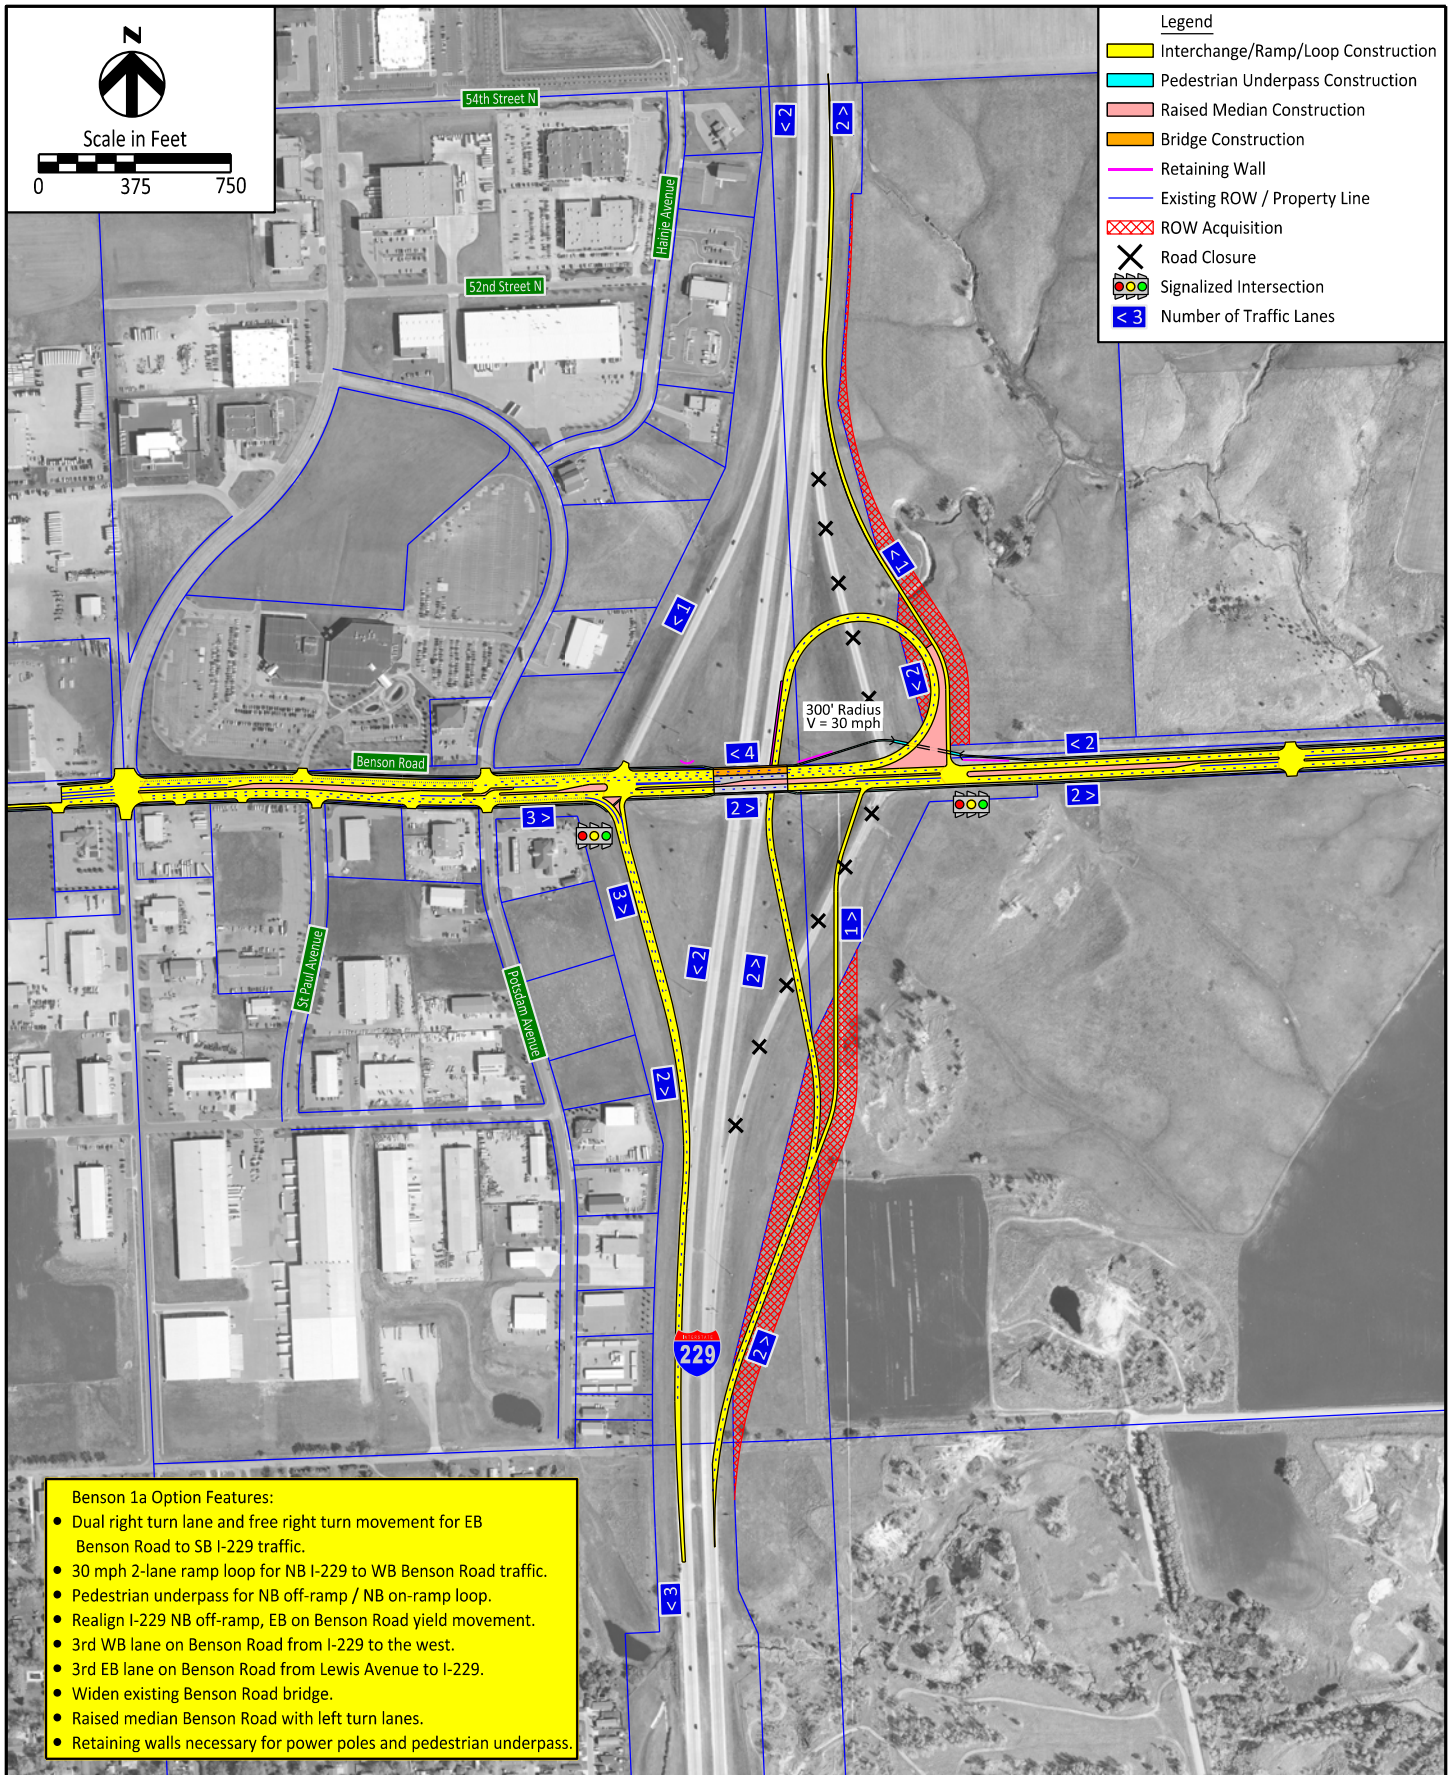 N
Scale in Feet
0 375 750
Legend
Interchange/Ramp/Loop Construction
Pedestrian Underpass Construction
Raised Median Construction
Bridge Construction
Retaining Wall
Existing ROW / Property Line
ROW Acquisition
Road Closure
Signalized Intersection
< 3 Number of Traffic Lanes
54th Street N
< 2
2 >
Hainje Avenue
52nd Street N
< 1
< 1
< 2
300' Radius
V = 30 mph
< 4
< 2
Benson Road
3 >
2 >
2 >
3 >
1 >
< 2
2 >
St Paul Avenue
Potsdam Avenue
2 >
INTERSTATE
229
2 >
< 3
Benson 1a Option Features:
• Dual right turn lane and free right turn movement for EB
Benson Road to SB I-229 traffic.
• 30 mph 2-lane ramp loop for NB I-229 to WB Benson Road traffic.
• Pedestrian underpass for NB off-ramp / NB on-ramp loop.
• Realign I-229 NB off-ramp, EB on Benson Road yield movement.
• 3rd WB lane on Benson Road from I-229 to the west.
• 3rd EB lane on Benson Road from Lewis Avenue to I-229.
• Widen existing Benson Road bridge.
• Raised median Benson Road with left turn lanes.
• Retaining walls necessary for power poles and pedestrian underpass.